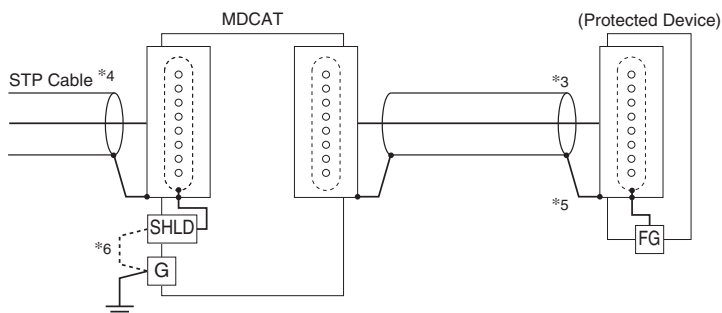 MDCAT
(Protected Device)
STP Cable *4
*3
*5
SHLD
*6
G
FG